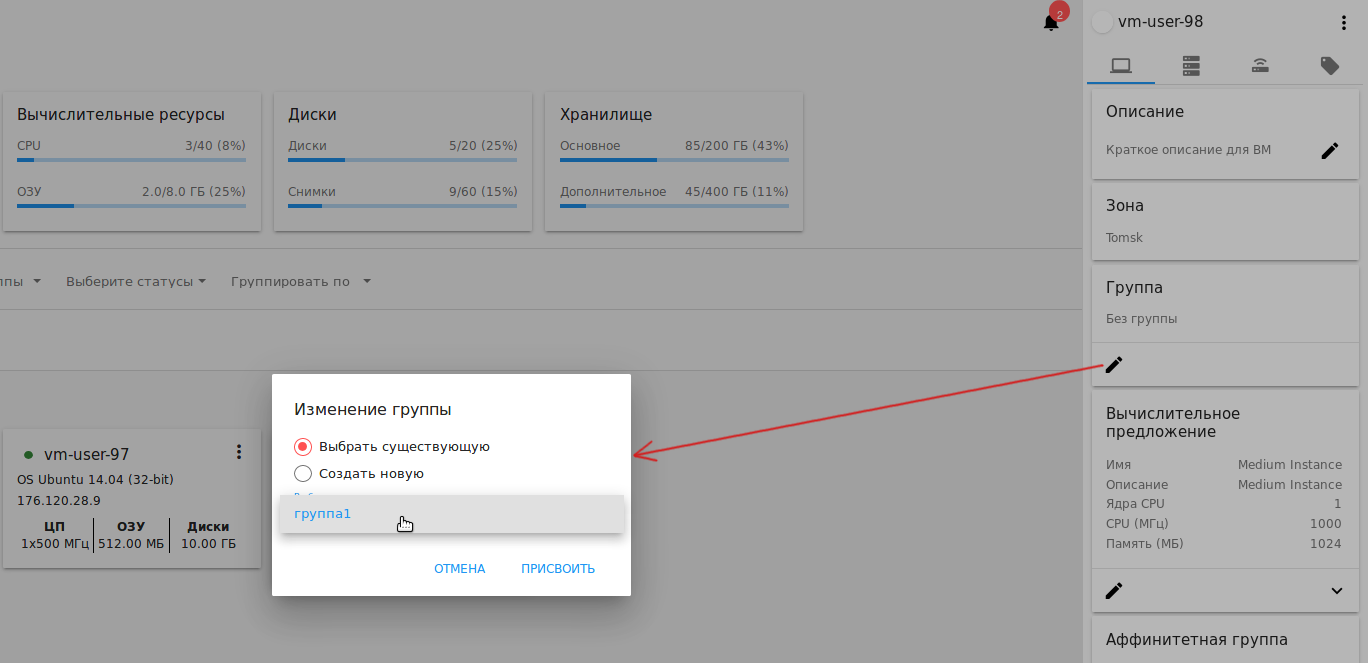 2
vm-user-98
Вычислительные ресурсы
CPU 3/40 (8%)
ОЗУ 2.0/8.0 ГБ (25%)
Диски
Диски 5/20 (25%)
Снимки 9/60 (15%)
Хранилище
Основное 85/200 ГБ (43%)
Дополнительное 45/400 ГБ (11%)
Выберите статусы
Группировать по
vm-user-97
OS Ubuntu 14.04 (32-bit)
176.120.28.9
ЦП ОЗУ Диски
1x500 МГц 512.00 МБ 10.00 ГБ
Изменение группы
Выбрать существующую
Создать новую
группа1
ОТМЕНА ПРИСВОИТЬ
Описание
Краткое описание для ВМ
Зона
Tomsk
Группа
Без группы
Вычислительное
предложение
Имя Medium Instance
Описание Medium Instance
Ядра CPU 1
CPU (МГц) 1000
Память (МБ) 1024
Аффинитетная группа